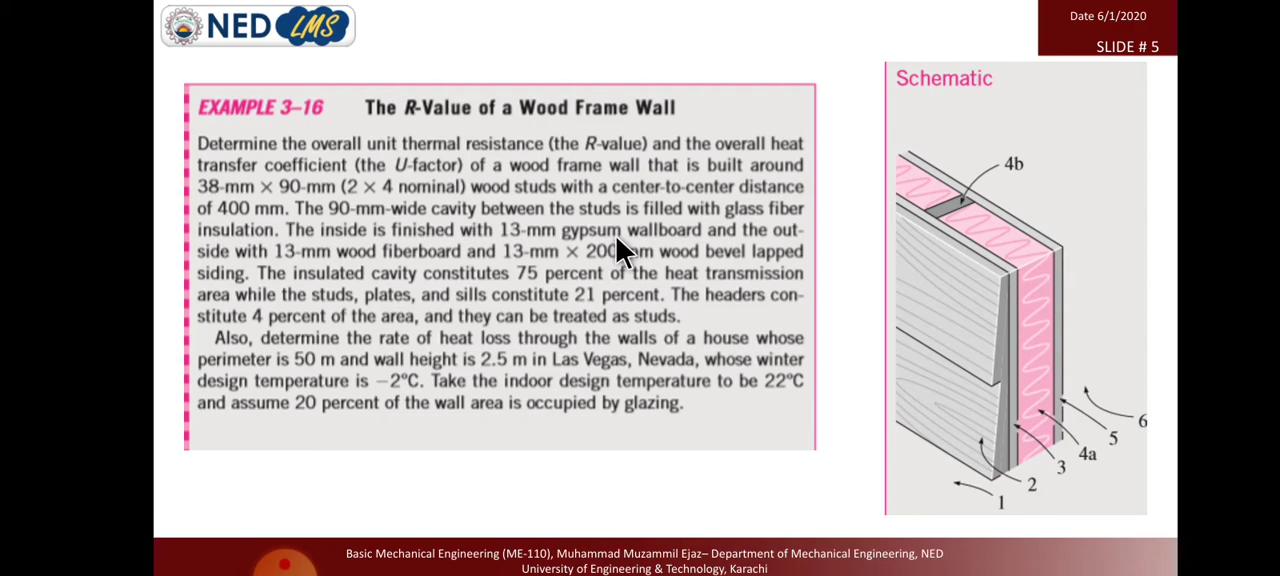 NED LMS
Date 6/1/2020
SLIDE # 5
EXAMPLE 3–16 The R-Value of a Wood Frame Wall
Determine the overall unit thermal resistance (the R-value) and the overall heat
transfer coefficient (the U-factor) of a wood frame wall that is built around
38-mm × 90-mm (2 × 4 nominal) wood studs with a center-to-center distance
of 400 mm. The 90-mm-wide cavity between the studs is filled with glass fiber
insulation. The inside is finished with 13-mm gypsum wallboard and the out-
side with 13-mm wood fiberboard and 13-mm × wood bevel lapped
siding. The insulated cavity constitutes 75 percent of the heat transmission
area while the studs, plates, and sills constitute 21 percent. The headers con-
stitute 4 percent of the area, and they can be treated as studs.
Also, determine the rate of heat loss through the walls of a house whose
perimeter is 50 m and wall height is 2.5 m in Las Vegas, Nevada, whose winter
design temperature is −2°C. Take the indoor design temperature to be 22°C
and assume 20 percent of the wall area is occupied by glazing.
Schematic
4b
6
5
4a
3
2
1
Basic Mechanical Engineering (ME-110), Muhammad Muzammil Ejaz– Department of Mechanical Engineering, NED
University of Engineering & Technology, Karachi